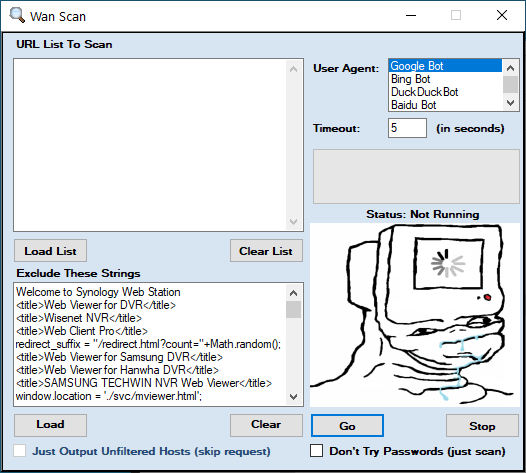 Wan Scan
URL List To Scan
User Agent:
Google Bot
Bing Bot
DuckDuckBot
Baidu Bot
Timeout:
5
(in seconds)
Status: Not Running
Load List
Clear List
Exclude These Strings
Welcome to Synology Web Station
<title>Web Viewer for DVR</title>
<title>Wisenet NVR</title>
<title>Web Client Pro</title>
redirect_suffix = "/redirect.html?count="+Math.random();
<title>Web Viewer for Samsung DVR</title>
<title>Web Viewer for Hanwha DVR</title>
<title>SAMSUNG TECHWIN NVR Web Viewer</title>
window.location = './svc/mviewer.html';
Load
Clear
Go
Stop
Just Output Unfiltered Hosts (skip request)
Don't Try Passwords (just scan)